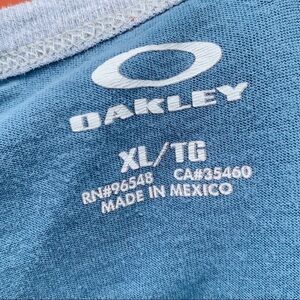 OAKLEY
XL/TG
RN#96548 CA#35460
MADE IN MEXICO